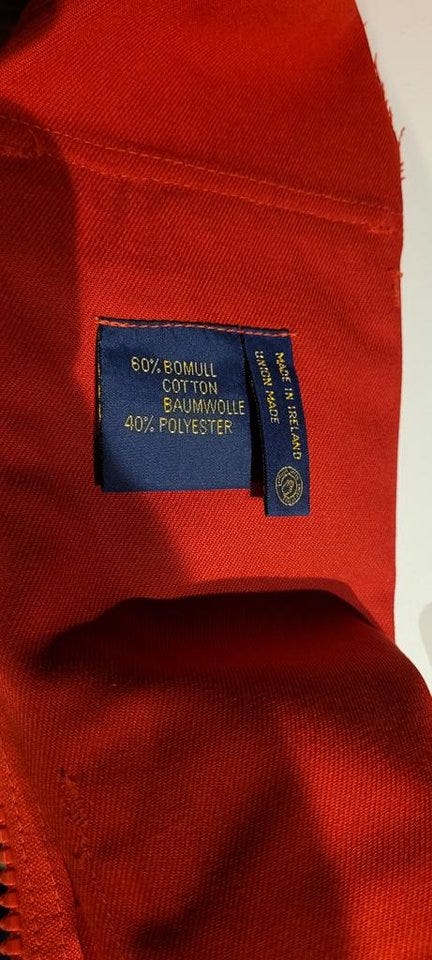 60% BOMULL
COTTON
BAUMWOLLE
40% POLYESTER
MADE IN IRELAND
UNION MADE